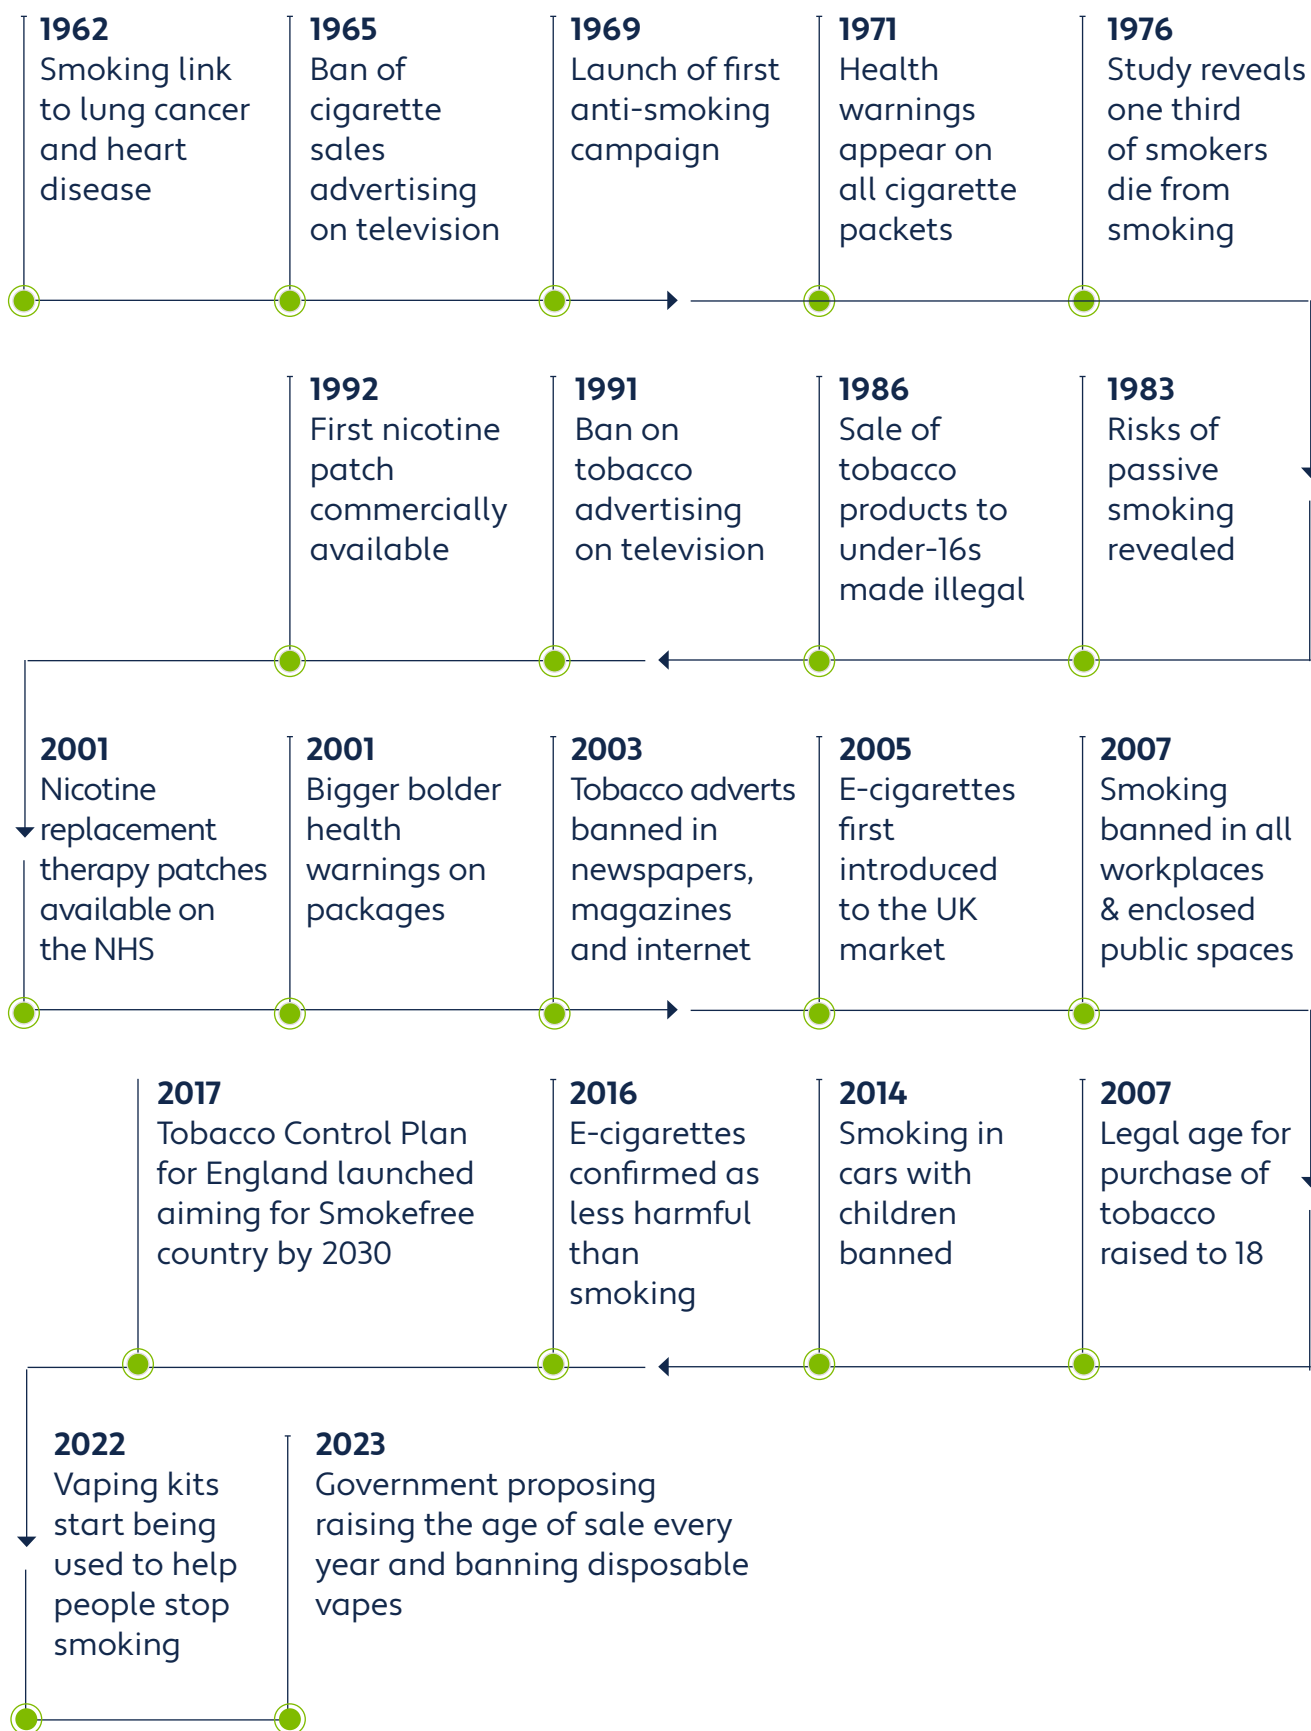 1962
Smoking link
to lung cancer
and heart
disease
1965
Ban of
cigarette
sales
advertising
on television
1969
Launch of first
anti-smoking
campaign
1971
Health
warnings
appear on
all cigarette
packets
1976
Study reveals
one third
of smokers
die from
smoking
1983
Risks of
passive
smoking
revealed
1986
Sale of
tobacco
products to
under-16s
made illegal
1991
Ban on
tobacco
advertising
on television
1992
First nicotine
patch
commercially
available
2001
Nicotine
replacement
therapy patches
available on
the NHS
2001
Bigger bolder
health
warnings on
packages
2003
Tobacco adverts
banned in
newspapers,
magazines
and internet
2005
E-cigarettes
first
introduced
to the UK
market
2007
Smoking
banned in all
workplaces
& enclosed
public spaces
2007
Legal age for
purchase of
tobacco
raised to 18
2014
Smoking in
cars with
children
banned
2016
E-cigarettes
confirmed as
less harmful
than
smoking
2017
Tobacco Control Plan
for England launched
aiming for Smokefree
country by 2030
2022
Vaping kits
start being
used to help
people stop
smoking
2023
Government proposing
raising the age of sale every
year and banning disposable
vapes